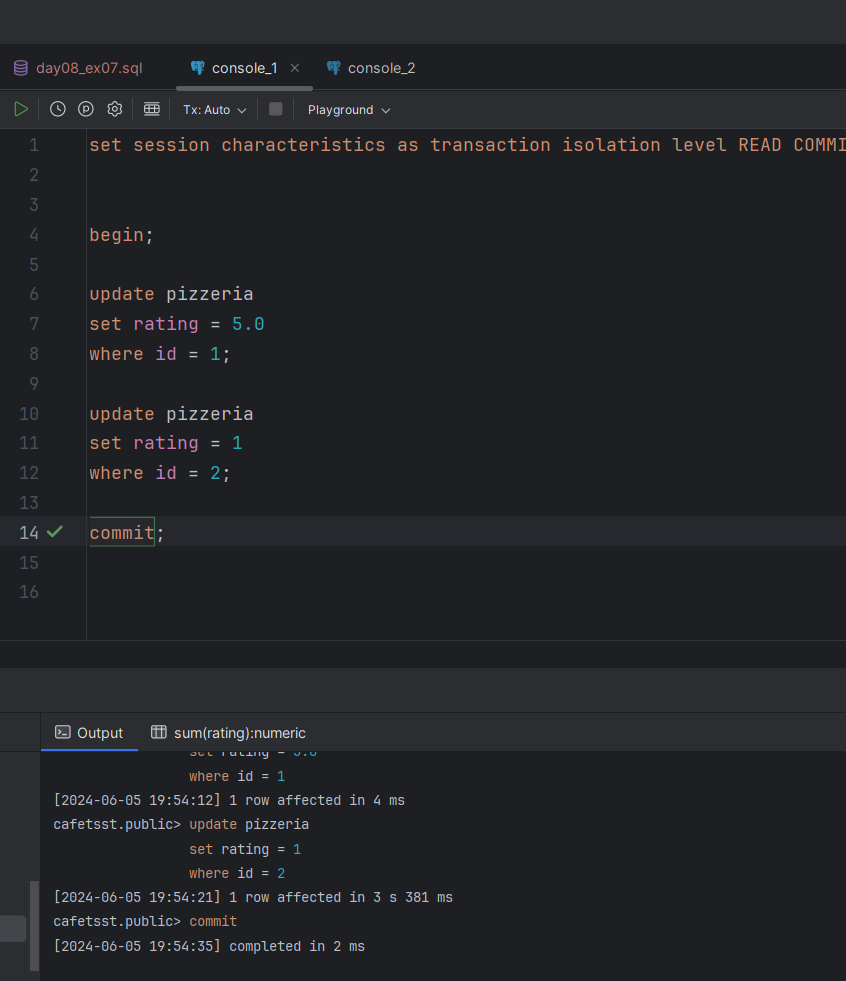 day08_ex07.sql console_1 console_2
Tx: Auto Playground
1 set session characteristics as transaction isolation level READ COMMI
2
3
4 begin;
5
6 update pizzeria
7 set rating = 5.0
8 where id = 1;
9
10 update pizzeria
11 set rating = 1
12 where id = 2;
13
14 commit;
15
16
Output sum(rating):numeric
set rating = 5.0
where id = 1
[2024-06-05 19:54:12] 1 row affected in 4 ms
cafetsst.public> update pizzeria
set rating = 1
where id = 2
[2024-06-05 19:54:21] 1 row affected in 3 s 381 ms
cafetsst.public> commit
[2024-06-05 19:54:35] completed in 2 ms